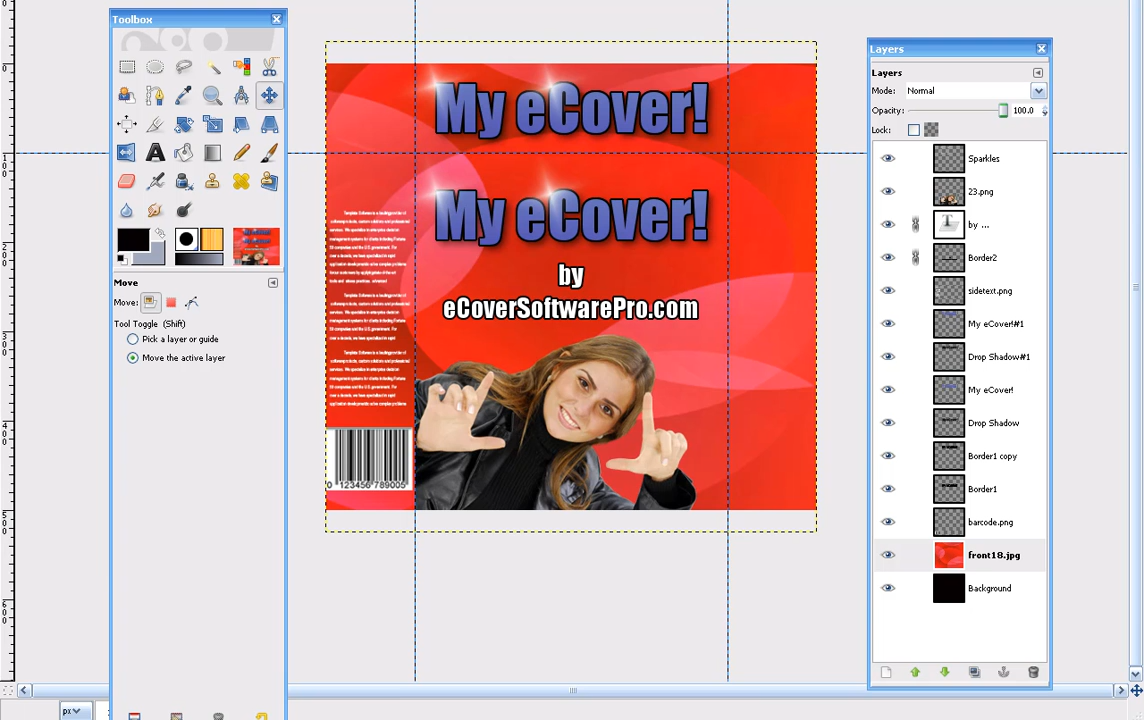 Toolbox
Move
Move:
Tool Toggle (Shift)
Pick a layer or guide
Move the active layer
px
My eCover!
My eCover!
by
eCoverSoftwarePro.com
0 123456 789005
Layers
Layers
Mode: Normal
Opacity: 100.0
Lock:
Sparkles
23.png
by ...
Border2
sidetext.png
My eCover!#1
Drop Shadow#1
My eCover!
Drop Shadow
Border1 copy
Border1
barcode.png
front18.jpg
Background